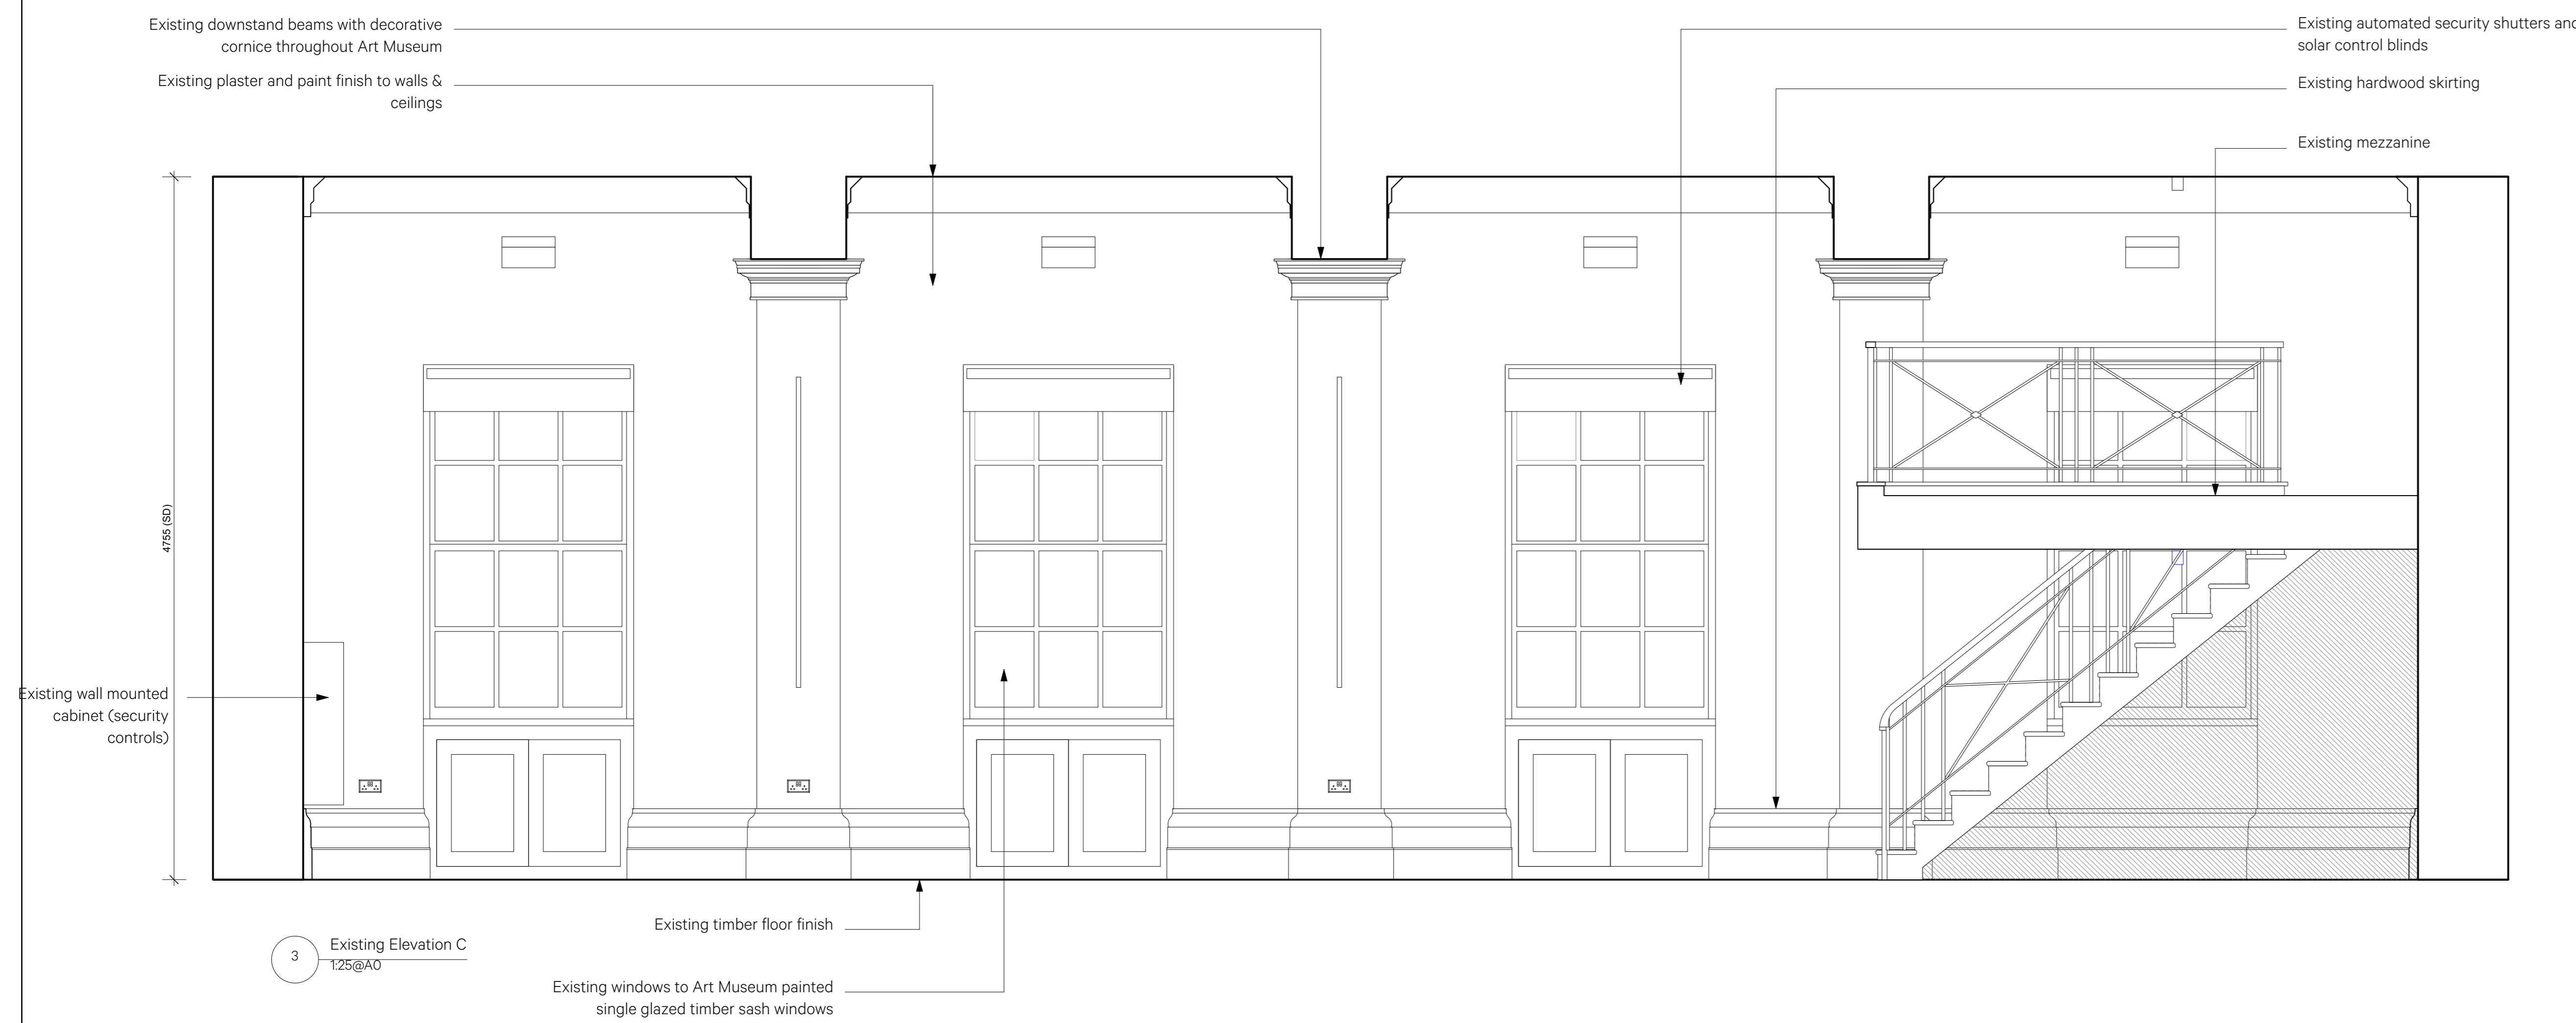 Existing downstand beams with decorative
cornice throughout Art Museum
Existing plaster and paint finish to walls &
ceilings
Existing automated security shutters and
solar control blinds
Existing hardwood skirting
Existing mezzanine
4755 (SD)
Existing wall mounted
cabinet (security
controls)
Existing timber floor finish
3
Existing Elevation C
1:25@A0
Existing windows to Art Museum painted
single glazed timber sash windows